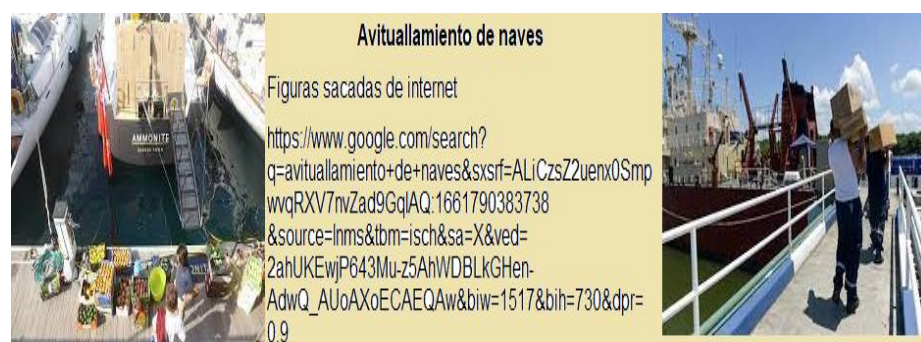 Avituallamiento de naves
Figuras sacadas de internet
https://www.google.com/search?
q=avituallamiento+de+naves&sxsrf=ALiCzsZ2uenx0Smp
wvqRXV7nvZad9GqlAQ:1661790383738
&source=lnms&tbm=isch&sa=X&ved=
2ahUKEwjP643Mu-z5AhWDBLkGHen-
AdwQ_AUoAXoECAEQAw&biw=1517&bih=730&dpr=
0.9
AMMONITE